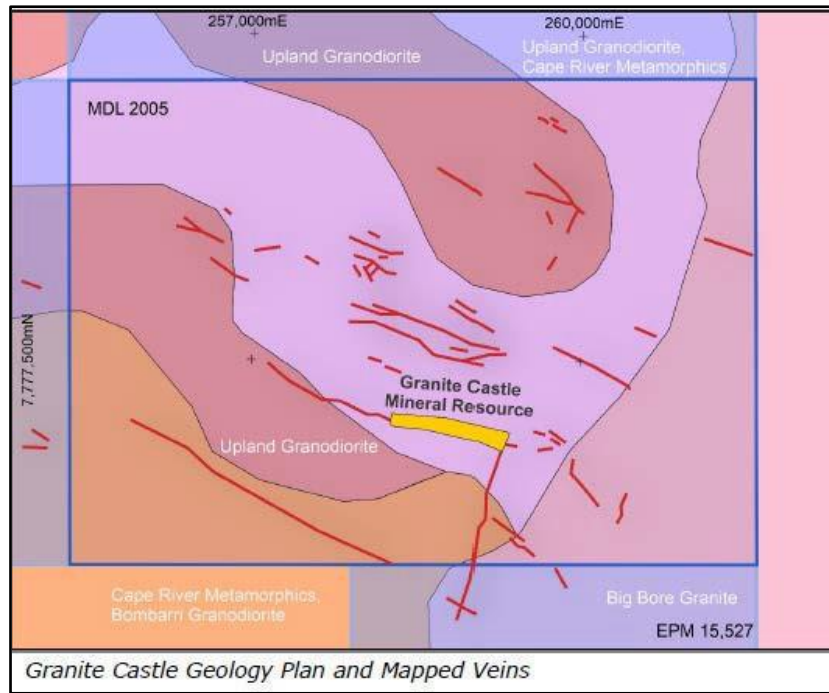 257,000mE
260,000mE
Upland Granodiorite
Upland Granodiorite,
Cape River Metamorphics
MDL 2005
7,777,500mN
Granite Castle
Mineral Resource
Upland Granodiorite
Cape River Metamorphics,
Bombarri Granodiorite
Big Bore Granite
EPM 15,527
Granite Castle Geology Plan and Mapped Veins